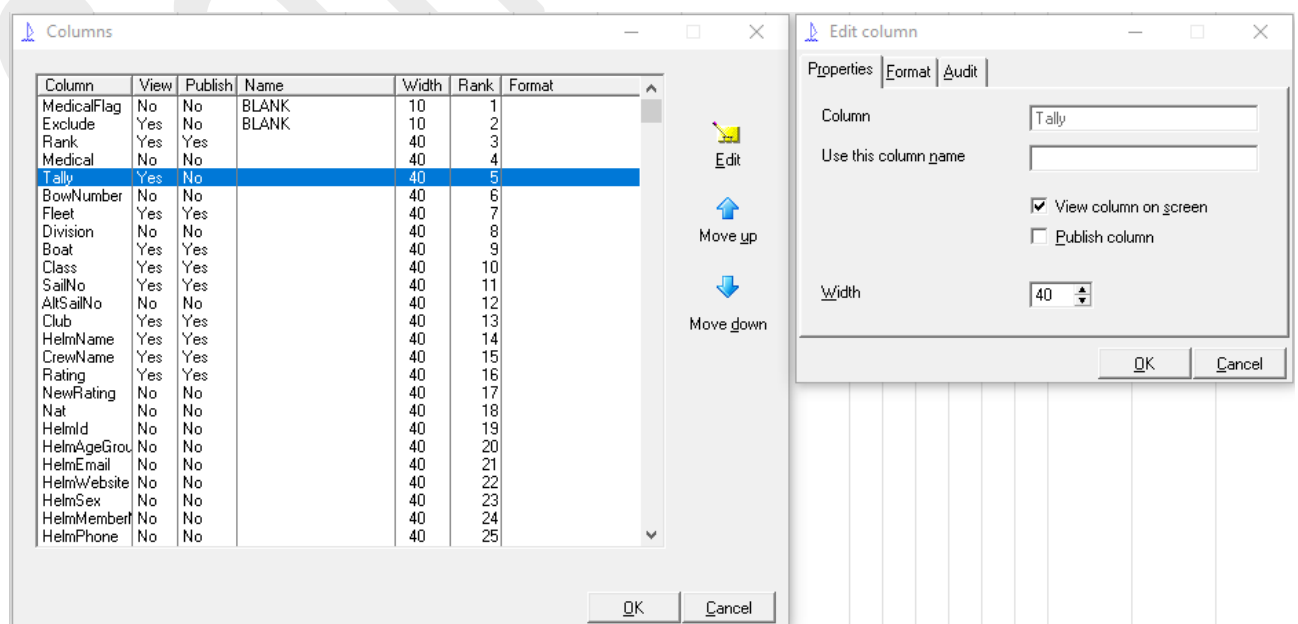 Columns
Column View Publish Name Width Rank Format
MedicalFlag No No BLANK 10 1
Exclude Yes No BLANK 10 2
Rank Yes Yes 40 3
Medical No No 40 4
Tally Yes No 40 5
BowNumber No No 40 6
Fleet Yes Yes 40 7
Division No No 40 8
Boat Yes Yes 40 9
Class Yes Yes 40 10
SailNo Yes Yes 40 11
AltSailNo No No 40 12
Club Yes Yes 40 13
HelmName Yes Yes 40 14
CrewName Yes Yes 40 15
Rating Yes Yes 40 16
NewRating No No 40 17
Nat No No 40 18
HelmId No No 40 19
HelmAgeGrou No No 40 20
HelmEmail No No 40 21
HelmWebsite No No 40 22
HelmSex No No 40 23
HelmMember No No 40 24
HelmPhone No No 40 25
Edit
Move up
Move down
OK Cancel
Edit column
Properties Format Audit
Column Tally
Use this column name
View column on screen
Publish column
Width 40
OK Cancel